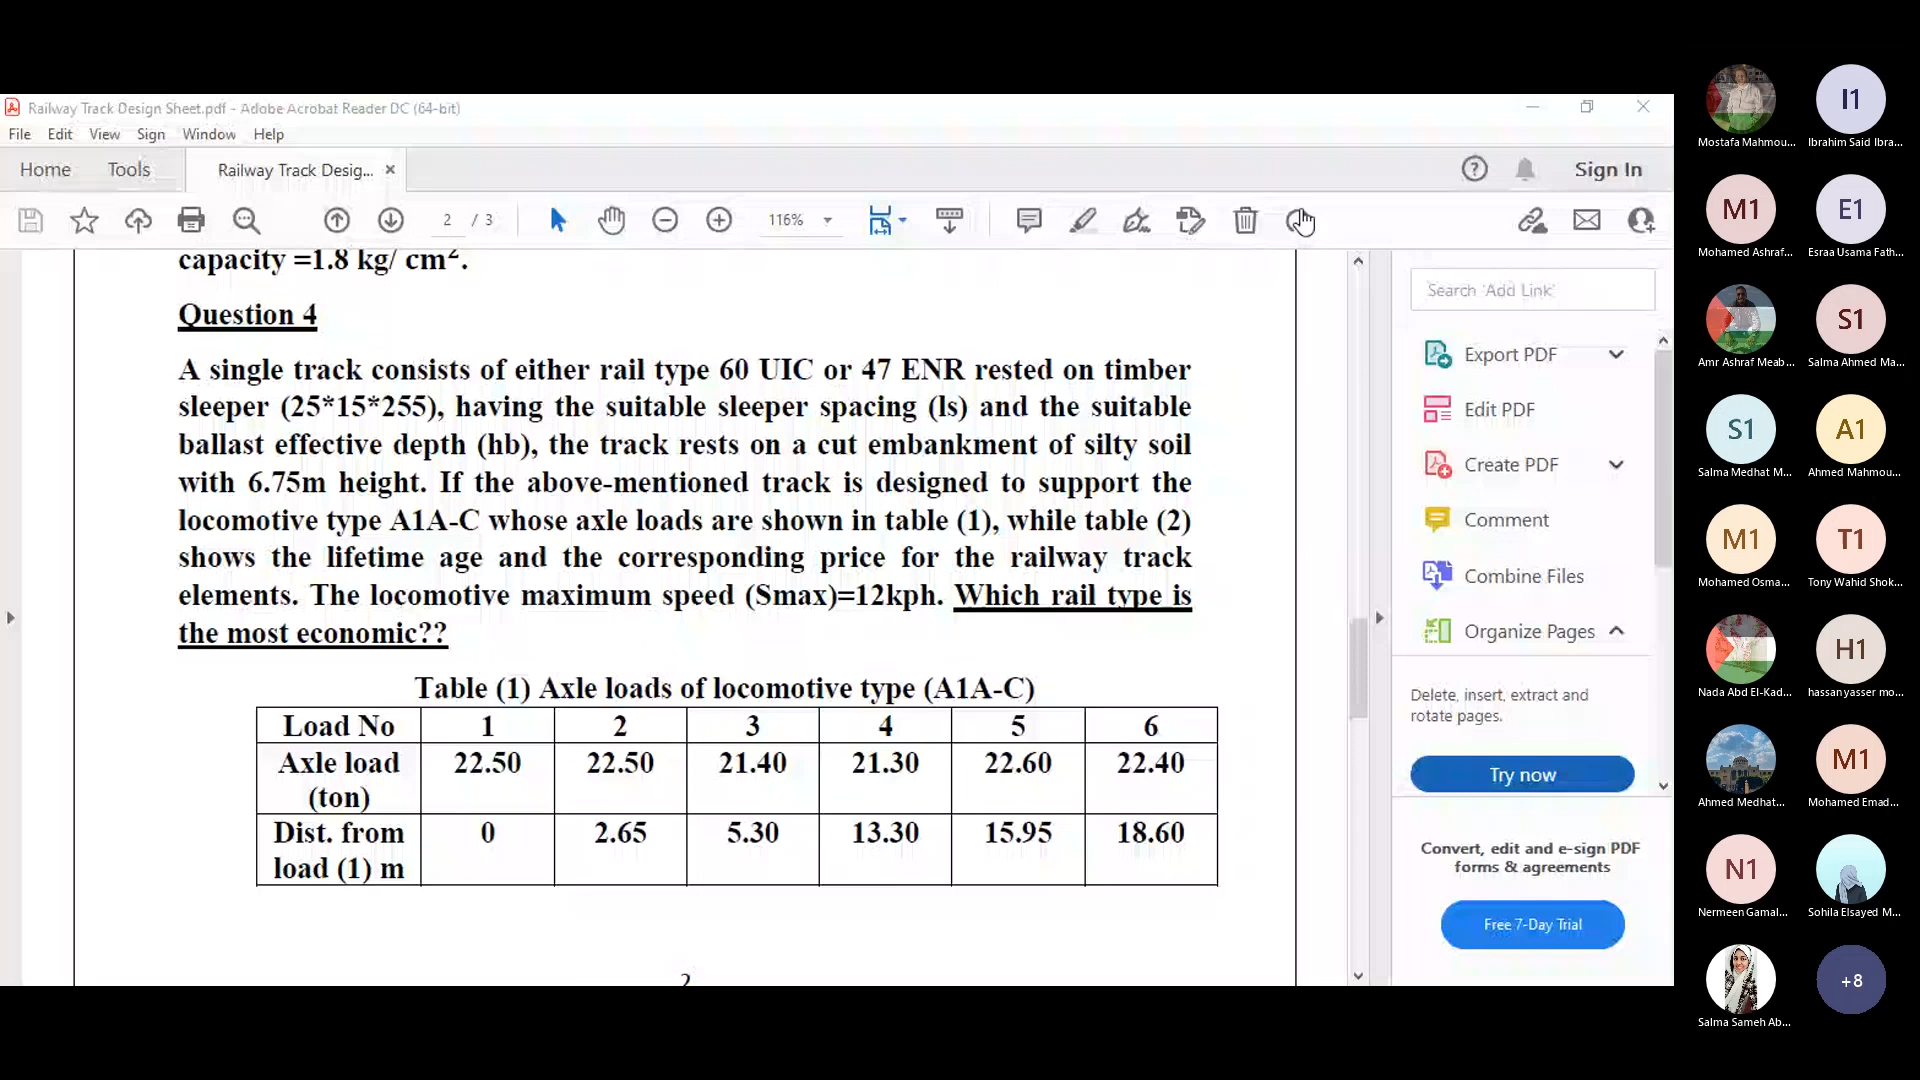 Railway Track Design Sheet.pdf - Adobe Acrobat Reader DC (64-bit)
File Edit View Sign Window Help
Home Tools Railway Track Desig... Sign In
2 / 3 116%
capacity =1.8 kg/ cm².
Question 4
A single track consists of either rail type 60 UIC or 47 ENR rested on timber
sleeper (25*15*255), having the suitable sleeper spacing (ls) and the suitable
ballast effective depth (hb), the track rests on a cut embankment of silty soil
with 6.75m height. If the above-mentioned track is designed to support the
locomotive type A1A-C whose axle loads are shown in table (1), while table (2)
shows the lifetime age and the corresponding price for the railway track
elements. The locomotive maximum speed (Smax)=12kph. Which rail type is
the most economic??
Table (1) Axle loads of locomotive type (A1A-C)
Load No 1 2 3 4 5 6
Axle load 22.50 22.50 21.40 21.30 22.60 22.40
(ton)
Dist. from 0 2.65 5.30 13.30 15.95 18.60
load (1) m
2
Search 'Add Link'
Export PDF
Edit PDF
Create PDF
Comment
Combine Files
Organize Pages
Delete, insert, extract and
rotate pages.
Try now
Convert, edit and e-sign PDF
forms & agreements
Free 7-Day Trial
I1
Mostafa Mahmou... Ibrahim Said Ibra...
M1 E1
Mohamed Ashraf... Esraa Usama Fath...
S1
Amr Ashraf Meab... Salma Ahmed Ma...
S1 A1
Salma Medhat M... Ahmed Mahmou...
M1 T1
Mohamed Osma... Tony Wahid Shok...
H1
Nada Abd El-Kad... hassan yasser mo...
M1
Ahmed Medhat... Mohamed Emad...
N1
Nermeen Gamal... Sohila Elsayed M...
+8
Salma Sameh Ab...